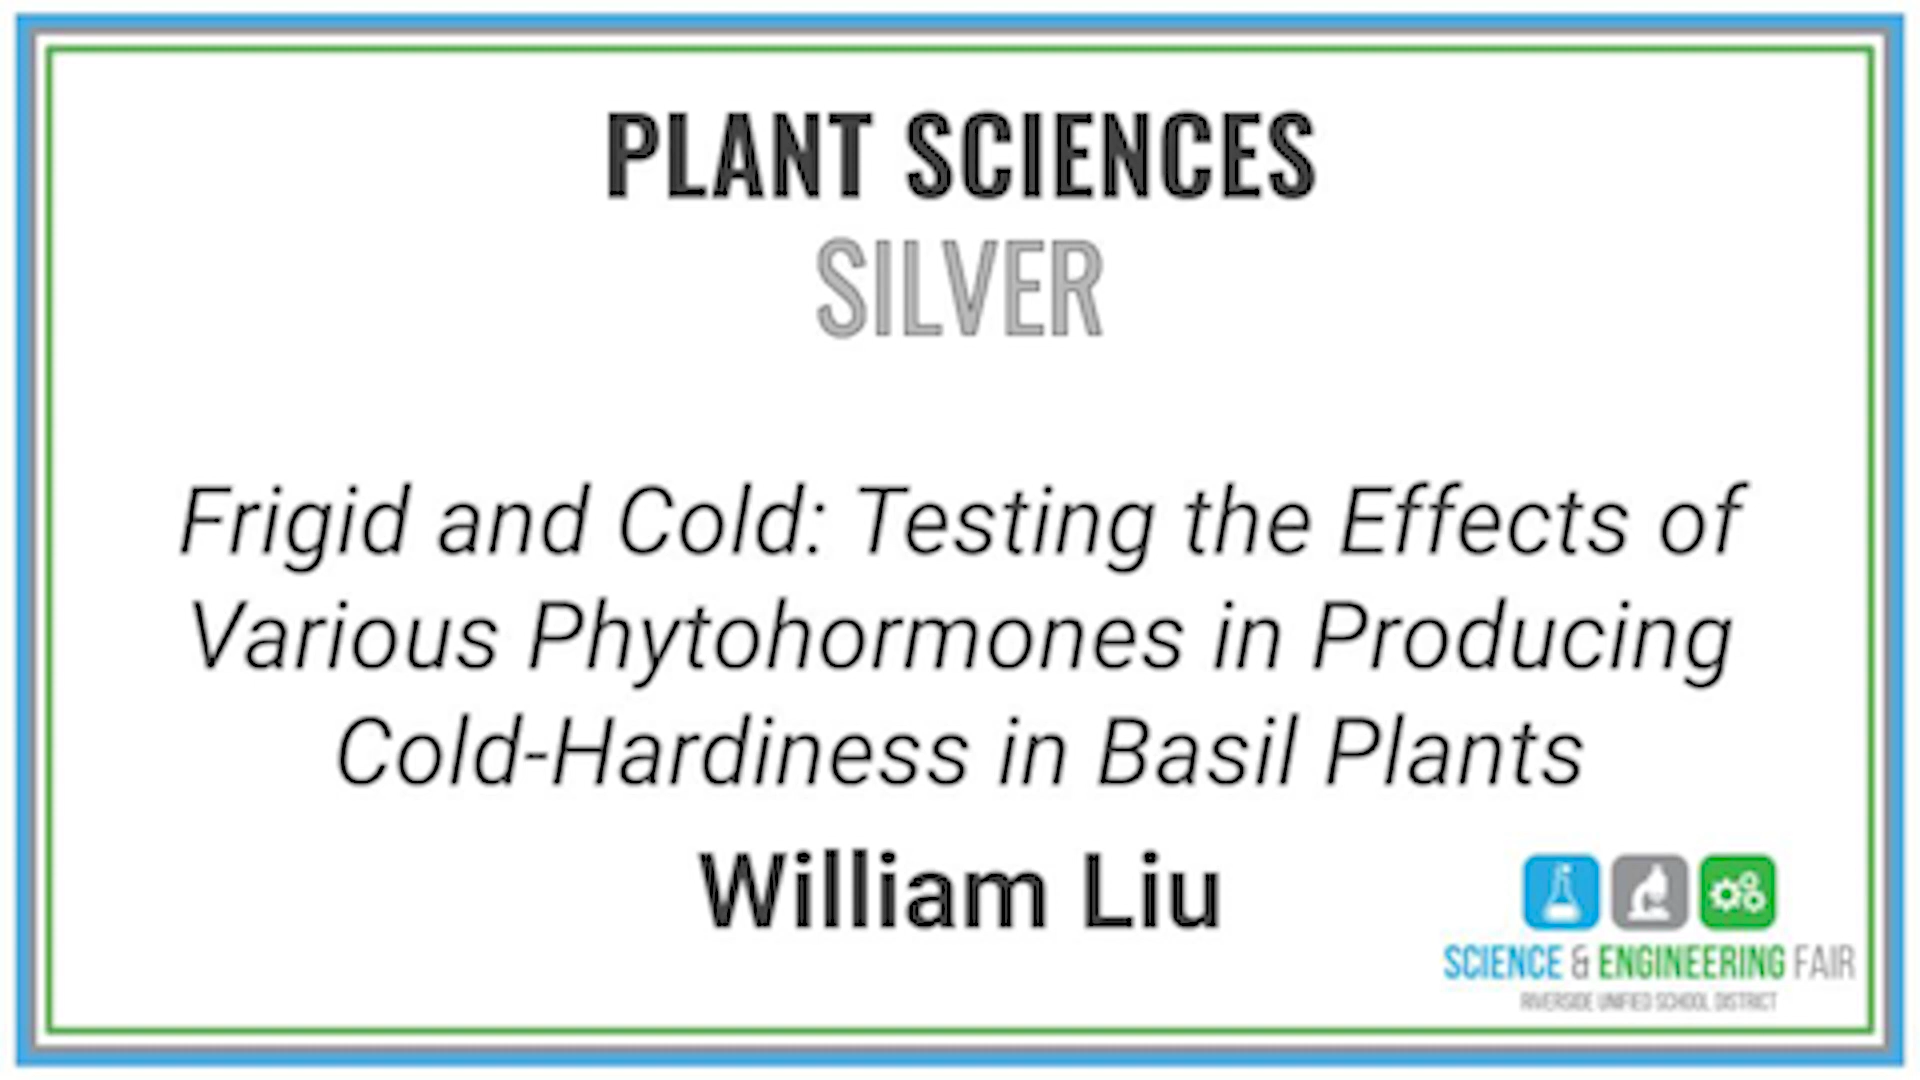 PLANT SCIENCES
SILVER
Frigid and Cold: Testing the Effects of
Various Phytohormones in Producing
Cold-Hardiness in Basil Plants
William Liu
SCIENCE & ENGINEERING FAIR
RIVERSIDE UNIFIED SCHOOL DISTRICT